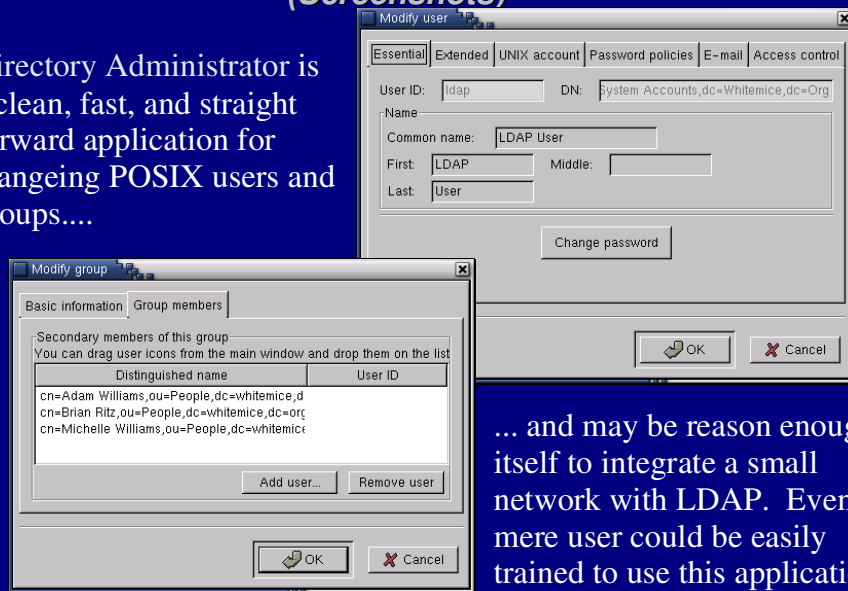 (Screenshots)
irectory Administrator is
clean, fast, and straight
rward application for
angeing POSIX users and
oups....
Modify user
Essential Extended UNIX account Password policies E-mail Access control
User ID: ldap DN: System Accounts,dc=Whitemice,dc=Org
Name
Common name: LDAP User
First: LDAP Middle:
Last: User
Change password
OK Cancel
Modify group
Basic information Group members
Secondary members of this group
You can drag user icons from the main window and drop them on the list
Distinguished name User ID
cn=Adam Williams,ou=People,dc=whitemice,d
cn=Brian Ritz,ou=People,dc=whitemice,dc=org
cn=Michelle Williams,ou=People,dc=whitemice
Add user... Remove user
OK Cancel
... and may be reason enoug
itself to integrate a small
network with LDAP. Even
mere user could be easily
trained to use this applicati